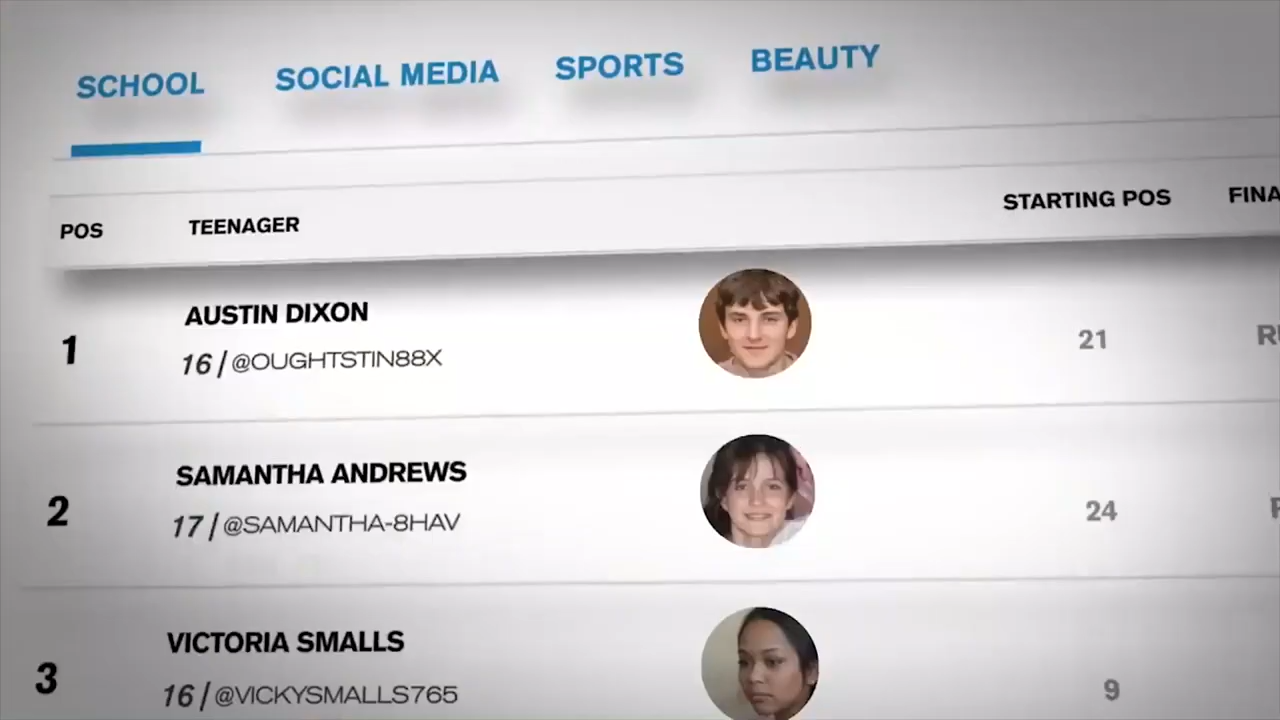 SCHOOL SOCIAL MEDIA SPORTS BEAUTY
POS TEENAGER STARTING POS FINA
1 AUSTIN DIXON 21
16 / @OUGHTSTIN88X
2 SAMANTHA ANDREWS 24
17 / @SAMANTHA-8HAV
3 VICTORIA SMALLS 9
16 / @VICKYSMALLS765